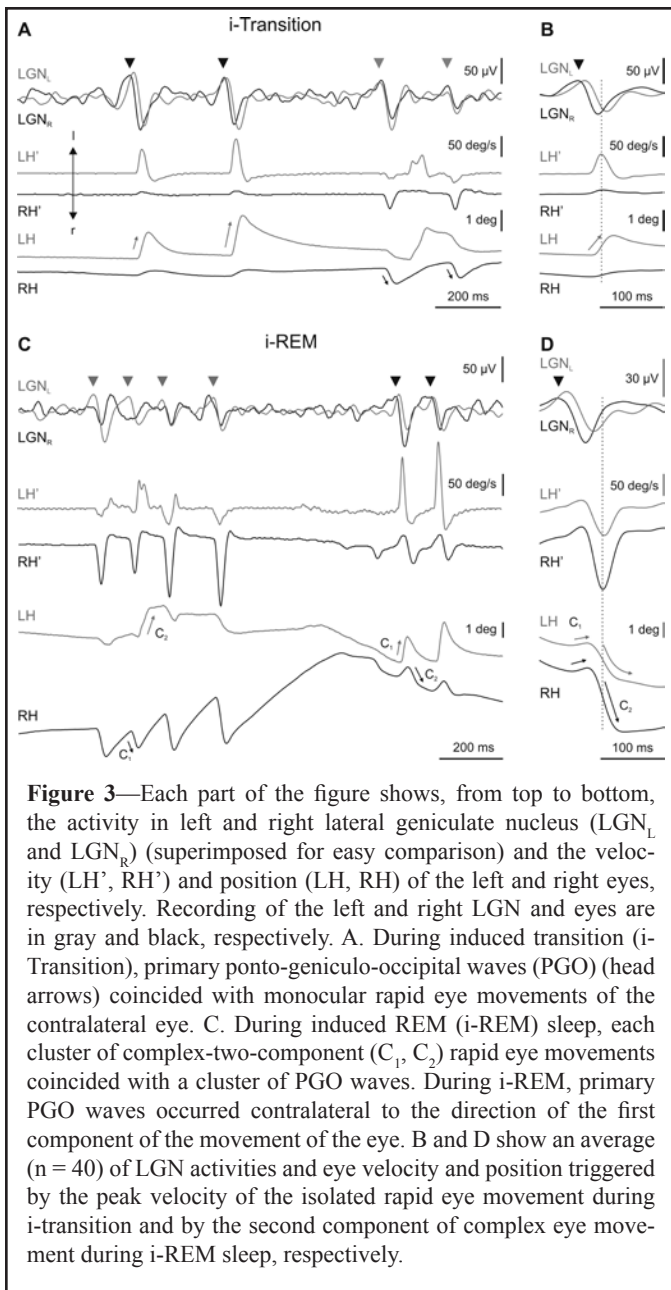 i-Transition
A
B
LGN_L
LGN_R
50 µV
50 µV
LGN_L
LGN_R
l
r
LH'
RH'
50 deg/s
LH'
RH'
50 deg/s
LH
RH
1 deg
LH
RH
1 deg
200 ms
100 ms
C
i-REM
D
LGN_L
LGN_R
50 µV
LGN_L
LGN_R
30 µV
LH'
RH'
50 deg/s
LH'
RH'
50 deg/s
LH
C₂
C₁
1 deg
C₂
RH
C₁
LH
C₁
1 deg
RH
C₂
200 ms
100 ms
Figure 3—Each part of the figure shows, from top to bottom,
the activity in left and right lateral geniculate nucleus (LGN_L
and LGN_R) (superimposed for easy comparison) and the veloc-
ity (LH’, RH’) and position (LH, RH) of the left and right eyes,
respectively. Recording of the left and right LGN and eyes are
in gray and black, respectively. A. During induced transition (i-
Transition), primary ponto-geniculo-occipital waves (PGO) (head
arrows) coincided with monocular rapid eye movements of the
contralateral eye. C. During induced REM (i-REM) sleep, each
cluster of complex-two-component (C₁, C₂) rapid eye movements
coincided with a cluster of PGO waves. During i-REM, primary
PGO waves occurred contralateral to the direction of the first
component of the movement of the eye. B and D show an average
(n = 40) of LGN activities and eye velocity and position triggered
by the peak velocity of the isolated rapid eye movement during
i-transition and by the second component of complex eye move-
ment during i-REM sleep, respectively.